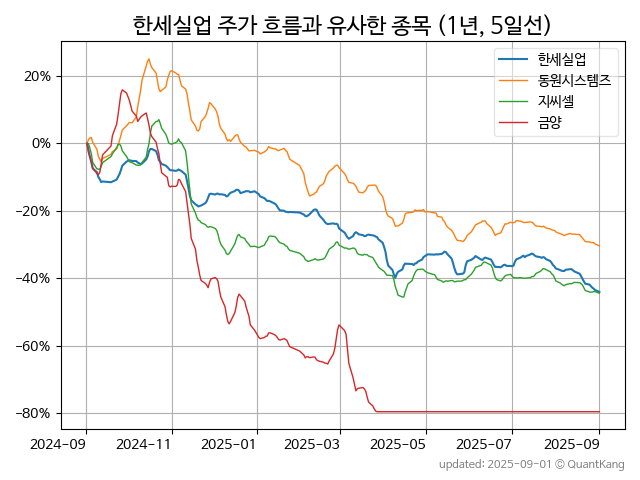 한세실업 주가 흐름과 유사한 종목 (1년, 5일선)
한세실업
동원시스템즈
지씨셀
금양
20%
0%
−20%
−40%
−60%
−80%
2024-09
2024-11
2025-01
2025-03
2025-05
2025-07
2025-09
updated: 2025-09-01 © QuantKang